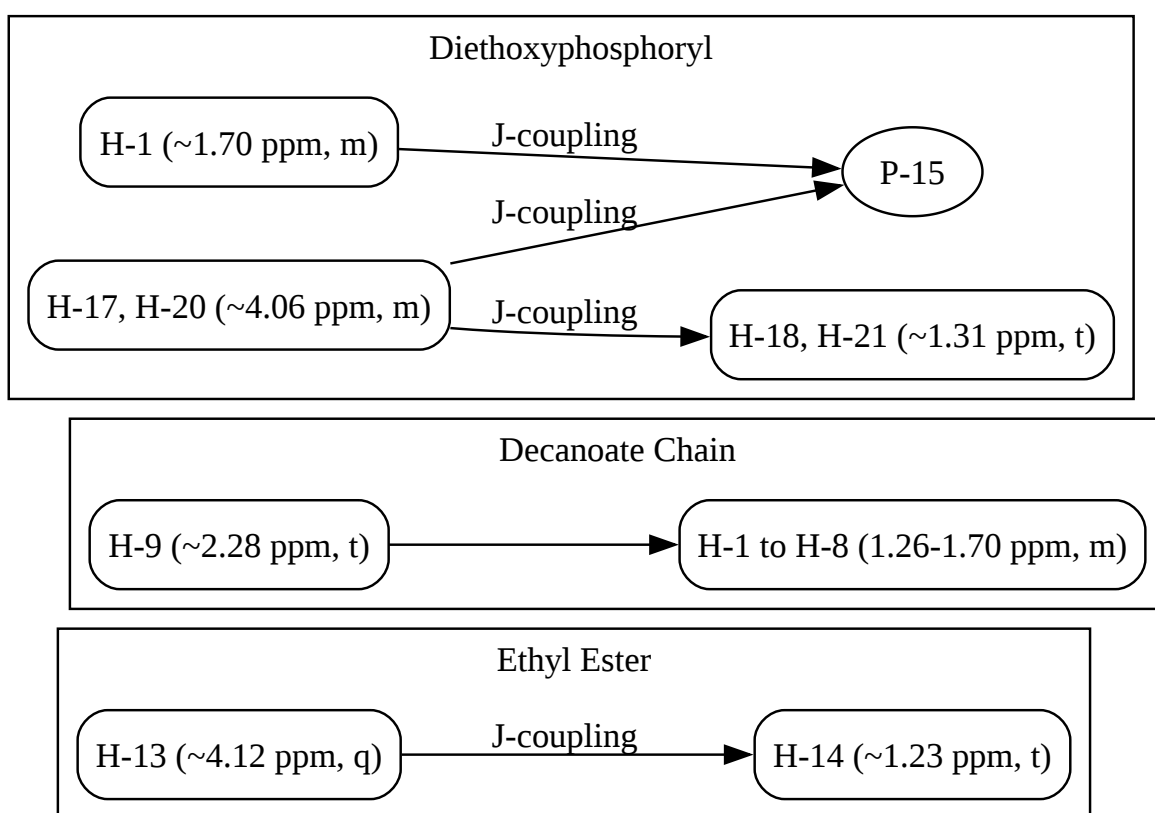 Diethoxyphosphoryl
H-1 (~1.70 ppm, m)
J-coupling
P-15
J-coupling
H-17, H-20 (~4.06 ppm, m)
J-coupling
H-18, H-21 (~1.31 ppm, t)
Decanoate Chain
H-9 (~2.28 ppm, t)
H-1 to H-8 (1.26-1.70 ppm, m)
Ethyl Ester
H-13 (~4.12 ppm, q)
J-coupling
H-14 (~1.23 ppm, t)